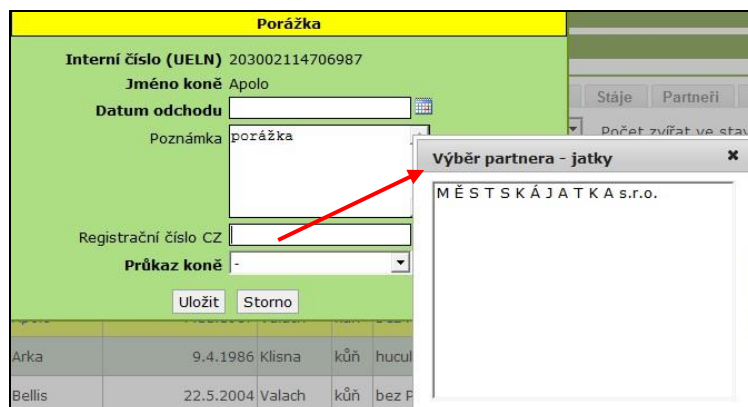 Porážka
Interní číslo (UELN) 203002114706987
Jméno koně Apolo
Datum odchodu
Stáje Partneři
Poznámka porážka
Počet zvířat ve stav
Výběr partnera - jatky ×
M Ě S T S K Á J A T K A s.r.o.
Registrační číslo CZ
Průkaz koně -
Uložit Storno
Arka 9.4.1986 Klisna kůň hucul
Bellis 22.5.2004 Valach kůň bez P